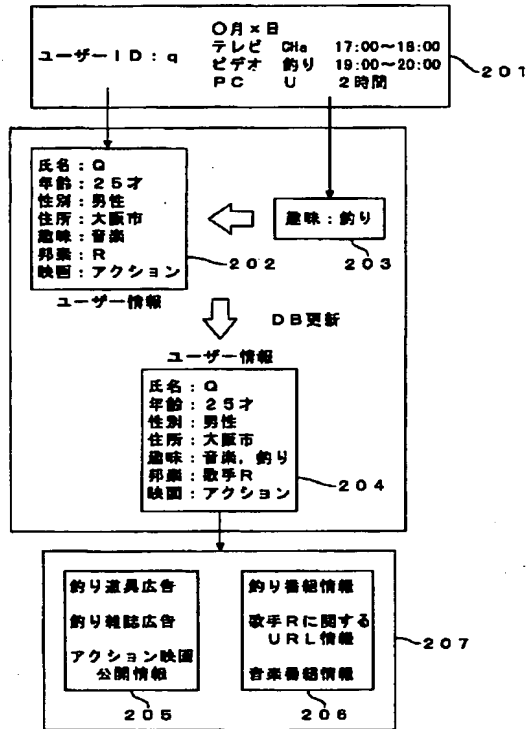 ユーザーID：q
〇月×日
テレビ CHa 17:00〜18:00
ビデオ 釣り 19:00〜20:00
PC U 2時間
201
氏名：Q
年齢：25才
性別：男性
住所：大阪市
趣味：音楽
邦楽：R
映画：アクション
202
ユーザー情報
趣味：釣り
203
DB更新
ユーザー情報
氏名：Q
年齢：25才
性別：男性
住所：大阪市
趣味：音楽，釣り
邦楽：歌手R
映画：アクション
204
釣り道具広告
釣り雑誌広告
アクション映画
公開情報
205
釣り番組情報
歌手Rに関する
URL情報
音楽番組情報
206
207